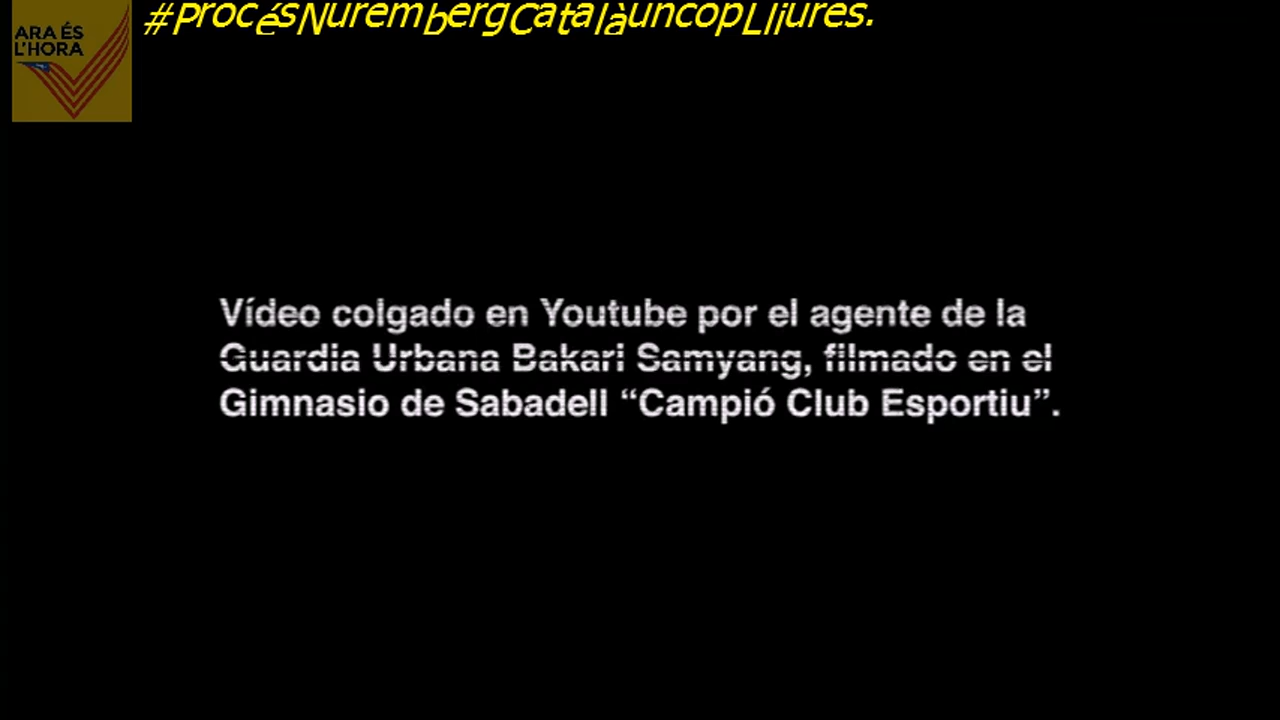 #ProcésNurembergCatalàuncopLliures.
ARA ÉS
L'HORA
Vídeo colgado en Youtube por el agente de la
Guardia Urbana Bakari Samyang, filmado en el
Gimnasio de Sabadell “Campió Club Esportiu”.